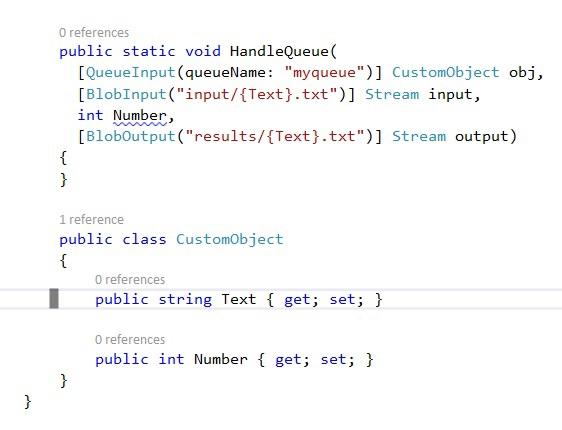 0 references
public static void HandleQueue(
[QueueInput(queueName: "myqueue")] CustomObject obj,
[BlobInput("input/{Text}.txt")] Stream input,
int Number,
[BlobOutput("results/{Text}.txt")] Stream output)
{
}
1 reference
public class CustomObject
{
0 references
public string Text { get; set; }
0 references
public int Number { get; set; }
}
}